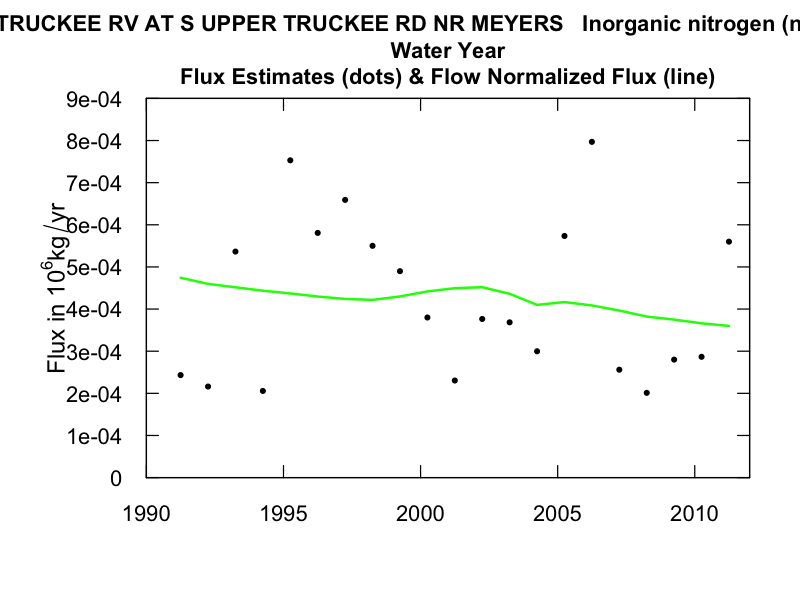 TRUCKEE RV AT S UPPER TRUCKEE RD NR MEYERS Inorganic nitrogen (n
Water Year
Flux Estimates (dots) & Flow Normalized Flux (line)
Flux in 10⁶kg/yr
9e-04
8e-04
7e-04
6e-04
5e-04
4e-04
3e-04
2e-04
1e-04
0
1990 1995 2000 2005 2010